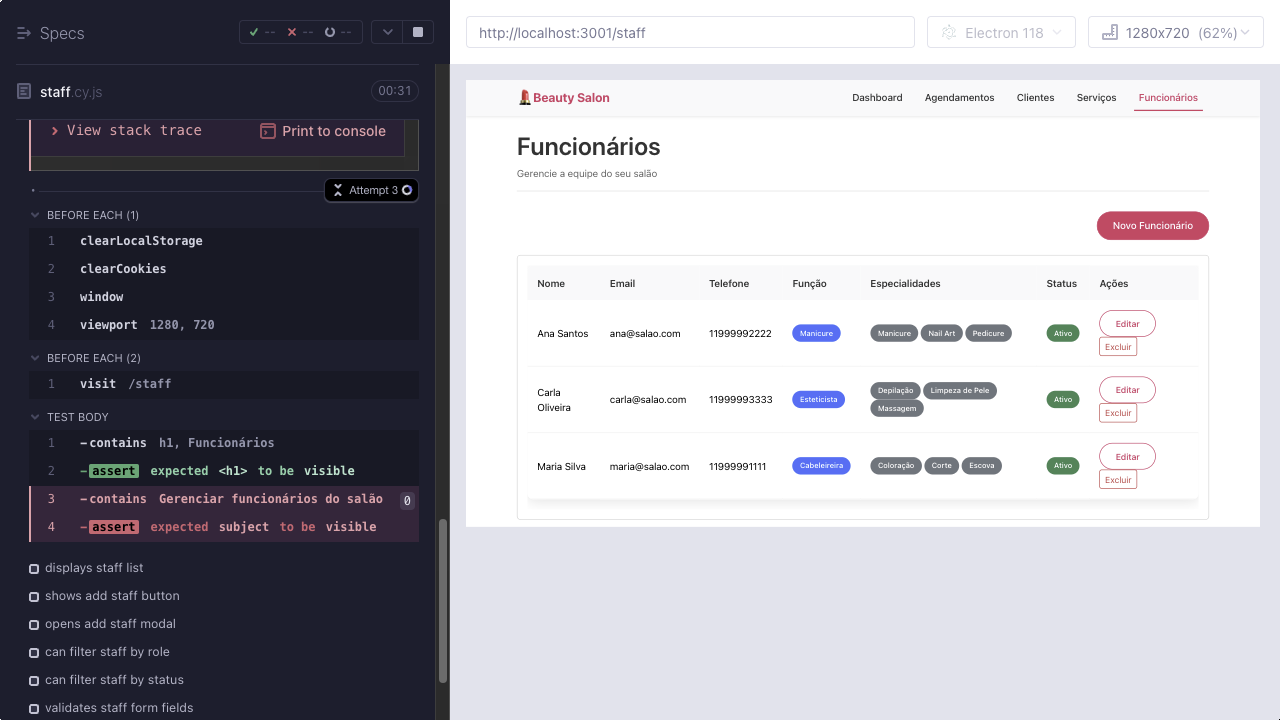 Specs
-- -- --
staff.cy.js
00:31
View stack trace
Print to console
Attempt 3
BEFORE EACH (1)
1 clearLocalStorage
2 clearCookies
3 window
4 viewport 1280, 720
BEFORE EACH (2)
1 visit /staff
TEST BODY
1 -contains h1, Funcionários
2 -assert expected <h1> to be visible
3 -contains Gerenciar funcionários do salão 0
4 -assert expected subject to be visible
displays staff list
shows add staff button
opens add staff modal
can filter staff by role
can filter staff by status
validates staff form fields
http://localhost:3001/staff
Electron 118
1280x720 (62%)
Beauty Salon
Dashboard Agendamentos Clientes Serviços Funcionários
Funcionários
Gerencie a equipe do seu salão
Novo Funcionário
Nome Email Telefone Função Especialidades Status Ações
Ana Santos ana@salao.com 11999992222 Manicure Manicure Nail Art Pedicure Ativo Editar
Excluir
Carla
Oliveira
carla@salao.com 11999993333 Esteticista Depilação Limpeza de Pele
Massagem
Ativo Editar
Excluir
Maria Silva maria@salao.com 11999991111 Cabeleireira Coloração Corte Escova Ativo Editar
Excluir